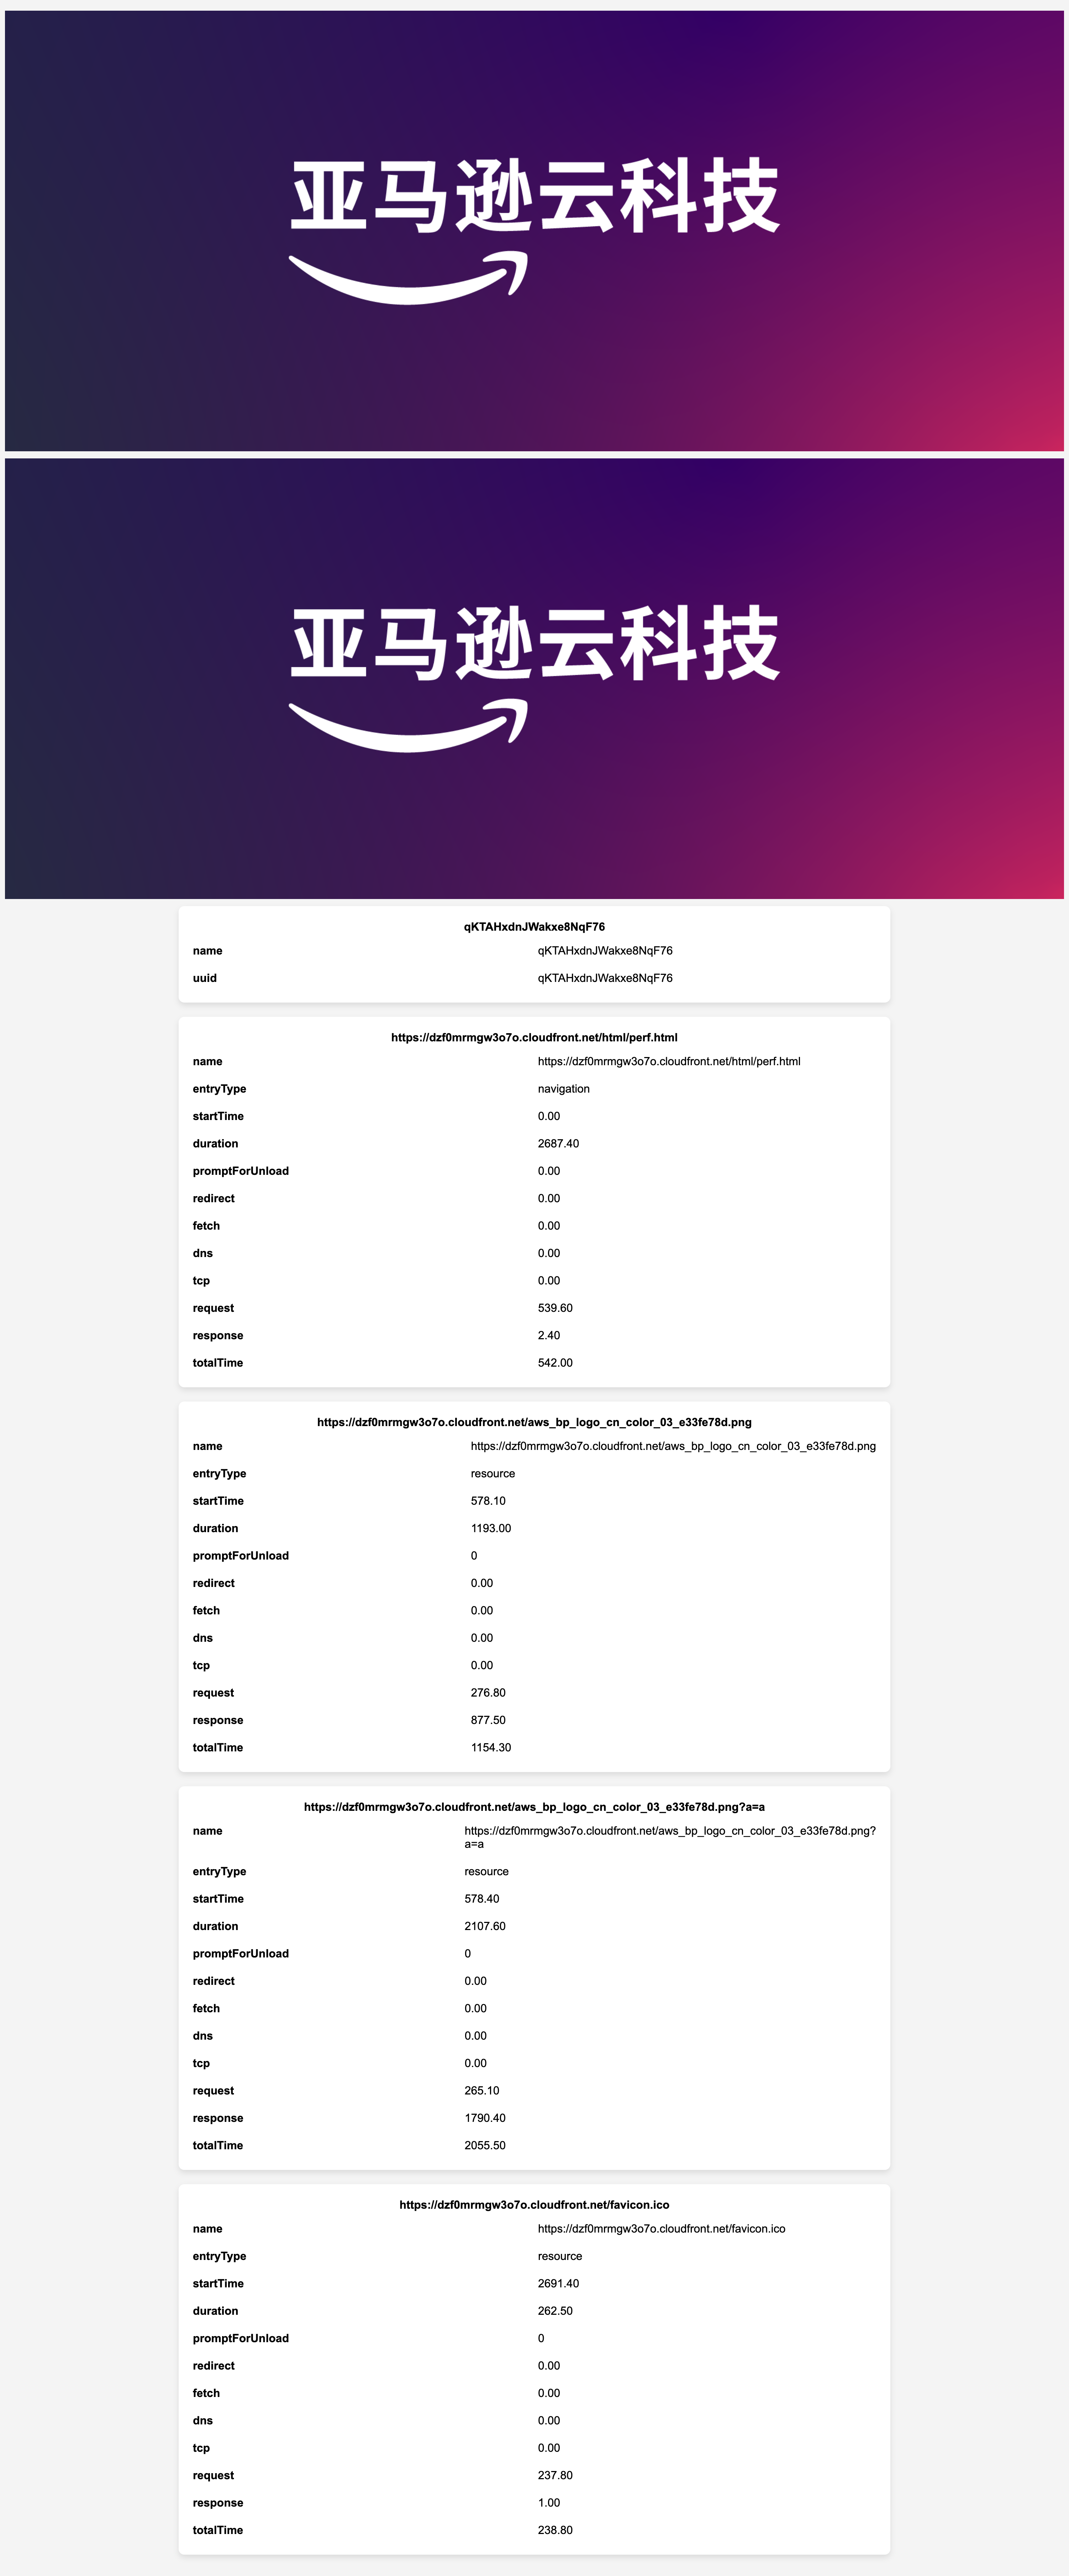 亚马逊云科技
亚马逊云科技
qKTAHxdnJWakxe8NqF76
name qKTAHxdnJWakxe8NqF76
uuid qKTAHxdnJWakxe8NqF76
https://dzf0mrmgw3o7o.cloudfront.net/html/perf.html
name https://dzf0mrmgw3o7o.cloudfront.net/html/perf.html
entryType navigation
startTime 0.00
duration 2687.40
promptForUnload 0.00
redirect 0.00
fetch 0.00
dns 0.00
tcp 0.00
request 539.60
response 2.40
totalTime 542.00
https://dzf0mrmgw3o7o.cloudfront.net/aws_bp_logo_cn_color_03_e33fe78d.png
name https://dzf0mrmgw3o7o.cloudfront.net/aws_bp_logo_cn_color_03_e33fe78d.png
entryType resource
startTime 578.10
duration 1193.00
promptForUnload 0
redirect 0.00
fetch 0.00
dns 0.00
tcp 0.00
request 276.80
response 877.50
totalTime 1154.30
https://dzf0mrmgw3o7o.cloudfront.net/aws_bp_logo_cn_color_03_e33fe78d.png?a=a
name https://dzf0mrmgw3o7o.cloudfront.net/aws_bp_logo_cn_color_03_e33fe78d.png?
a=a
entryType resource
startTime 578.40
duration 2107.60
promptForUnload 0
redirect 0.00
fetch 0.00
dns 0.00
tcp 0.00
request 265.10
response 1790.40
totalTime 2055.50
https://dzf0mrmgw3o7o.cloudfront.net/favicon.ico
name https://dzf0mrmgw3o7o.cloudfront.net/favicon.ico
entryType resource
startTime 2691.40
duration 262.50
promptForUnload 0
redirect 0.00
fetch 0.00
dns 0.00
tcp 0.00
request 237.80
response 1.00
totalTime 238.80